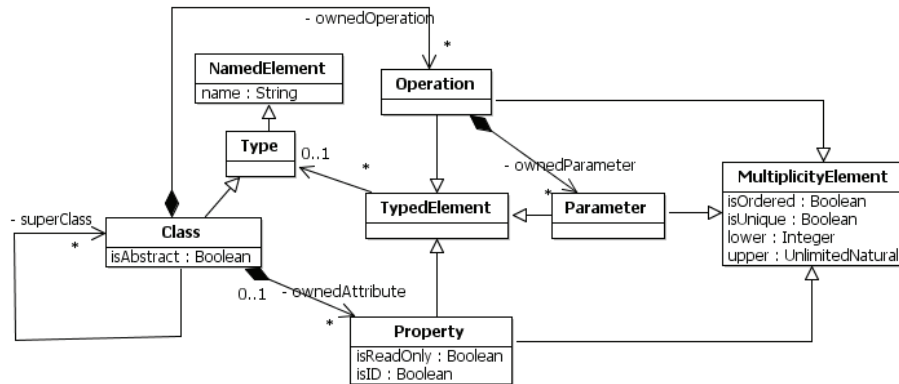 - ownedOperation
*
NamedElement
name : String
Operation
Type
0..1
*
- ownedParameter
*
MultiplicityElement
isOrdered : Boolean
isUnique : Boolean
lower : Integer
upper : UnlimitedNatural
TypedElement
Parameter
- superClass
*
Class
isAbstract : Boolean
0..1
- ownedAttribute
*
Property
isReadOnly : Boolean
isID : Boolean